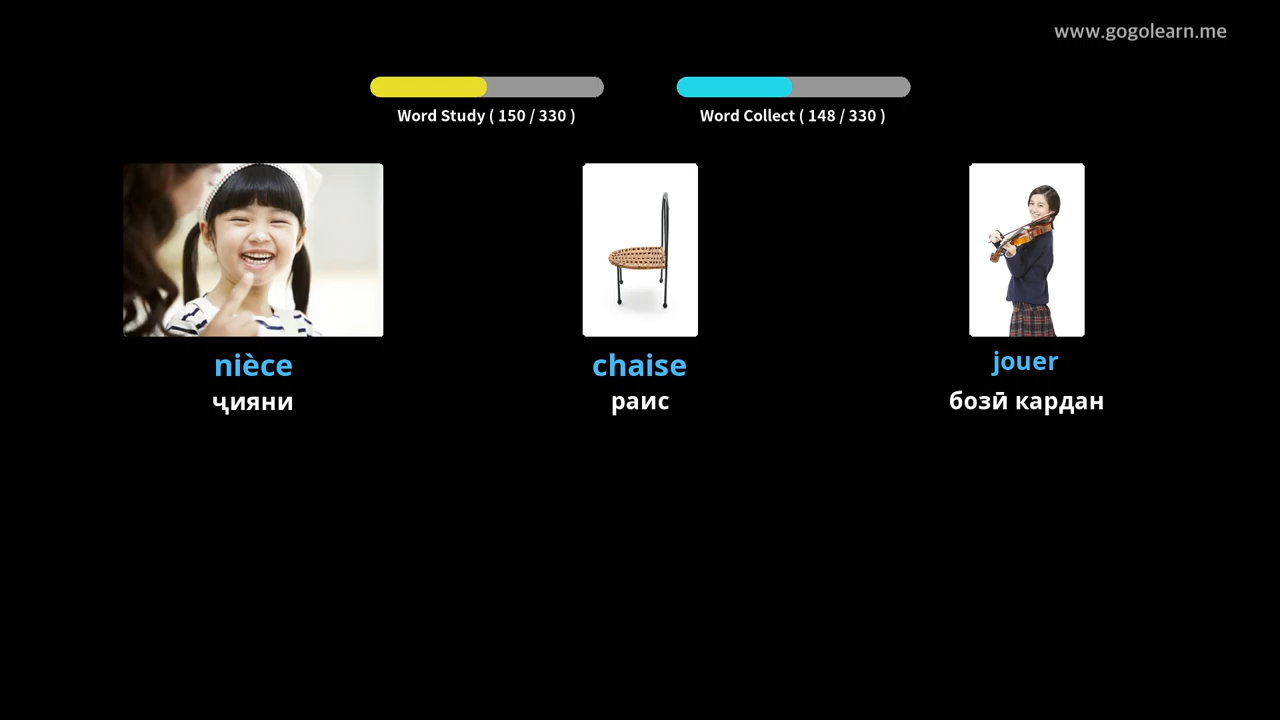 www.gogolearn.me
Word Study ( 150 / 330 )
Word Collect ( 148 / 330 )
nièce
ҷияни
chaise
раис
jouer
бозӣ кардан